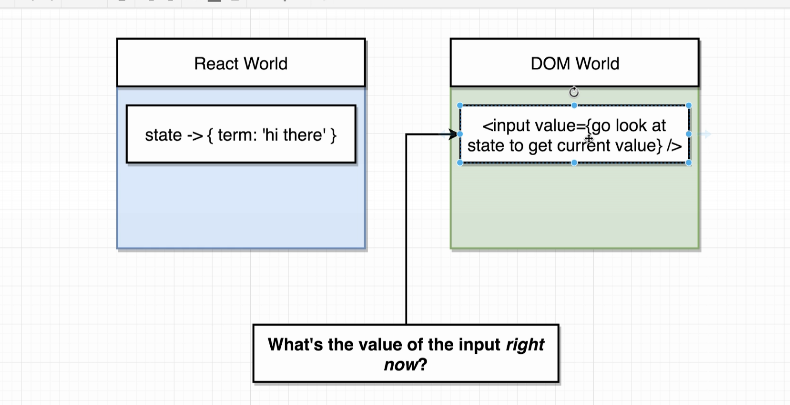 React World
DOM World
state -> { term: 'hi there' }
<input value={go look at
state to get current value} />
What's the value of the input right
now?